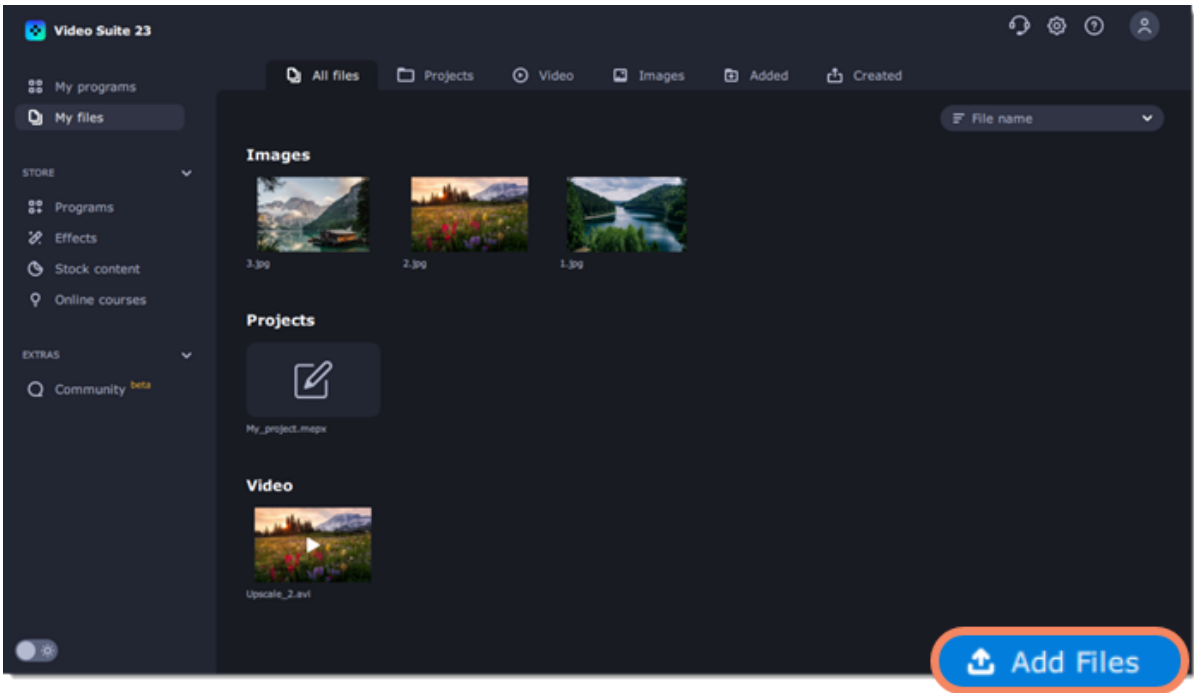 Video Suite 23
My programs
My files
STORE
Programs
Effects
Stock content
Online courses
EXTRAS
Community beta
All files Projects Video Images Added Created
File name
Images
3.jpg 2.jpg 1.jpg
Projects
My_project.mepx
Video
Upscale_2.avi
Add Files